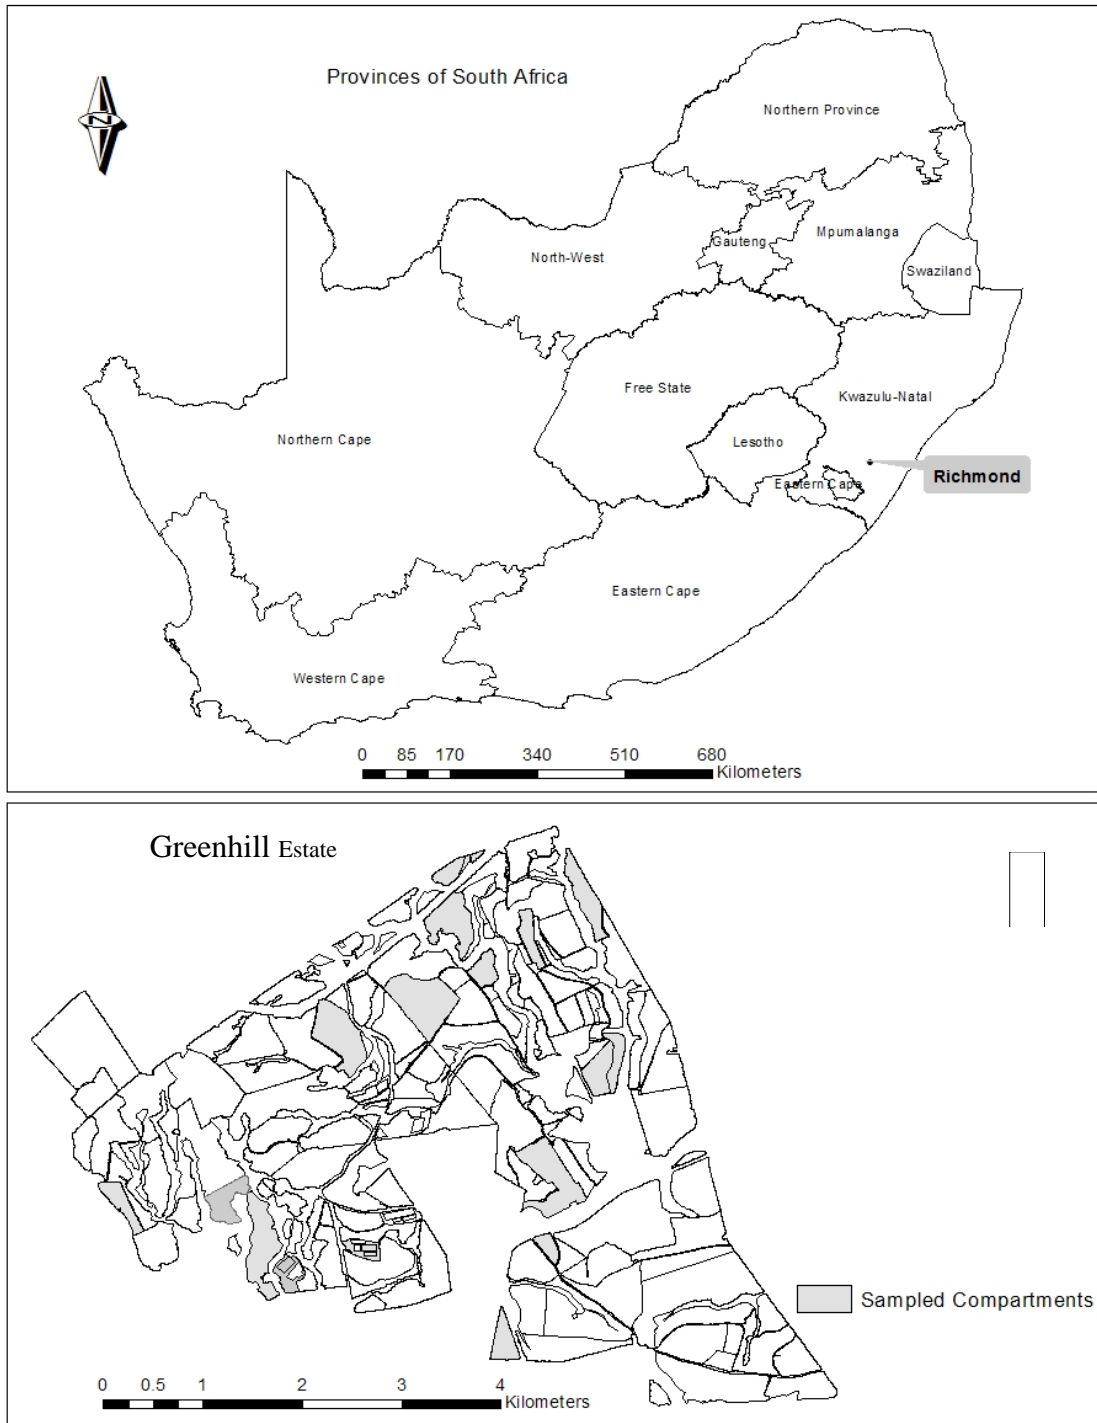 Provinces of South Africa
N
Northern Province
Mpumalanga
Gauteng
North-West
Swaziland
Free State
Kwazulu-Natal
Northern Cape
Lesotho
Richmond
Eastern Cape
Eastern Cape
Western Cape
0 85 170 340 510 680
Kilometers
Greenhill Estate
Sampled Compartments
0 0.5 1 2 3 4
Kilometers